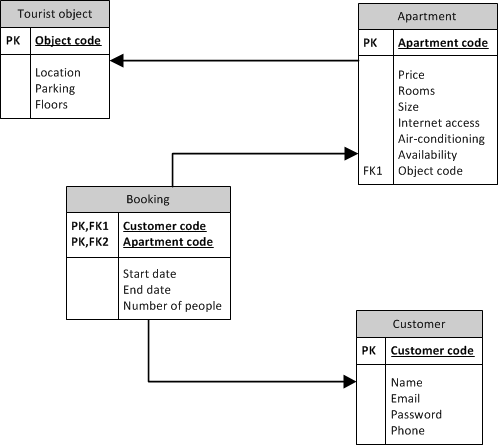 Tourist object
PK Object code
Location
Parking
Floors
Apartment
PK Apartment code
Price
Rooms
Size
Internet access
Air-conditioning
Availability
FK1 Object code
Booking
PK,FK1 Customer code
PK,FK2 Apartment code
Start date
End date
Number of people
Customer
PK Customer code
Name
Email
Password
Phone